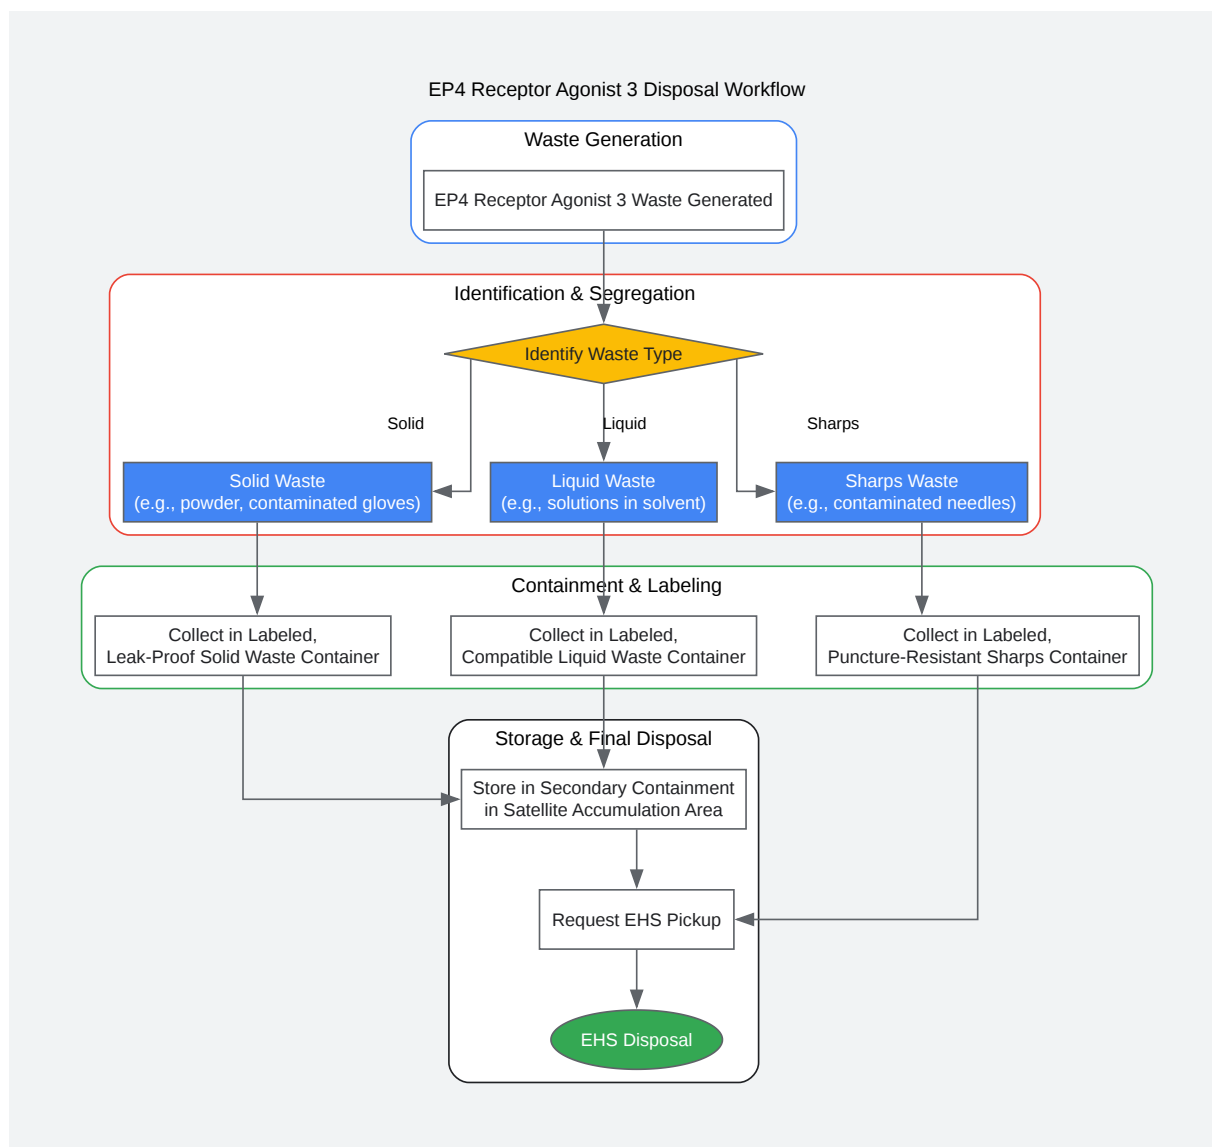 EP4 Receptor Agonist 3 Disposal Workflow
Waste Generation
EP4 Receptor Agonist 3 Waste Generated
Identification & Segregation
Identify Waste Type
Solid
Liquid
Sharps
Solid Waste
(e.g., powder, contaminated gloves)
Liquid Waste
(e.g., solutions in solvent)
Sharps Waste
(e.g., contaminated needles)
Containment & Labeling
Collect in Labeled,
Leak-Proof Solid Waste Container
Collect in Labeled,
Compatible Liquid Waste Container
Collect in Labeled,
Puncture-Resistant Sharps Container
Storage & Final Disposal
Store in Secondary Containment
in Satellite Accumulation Area
Request EHS Pickup
EHS Disposal